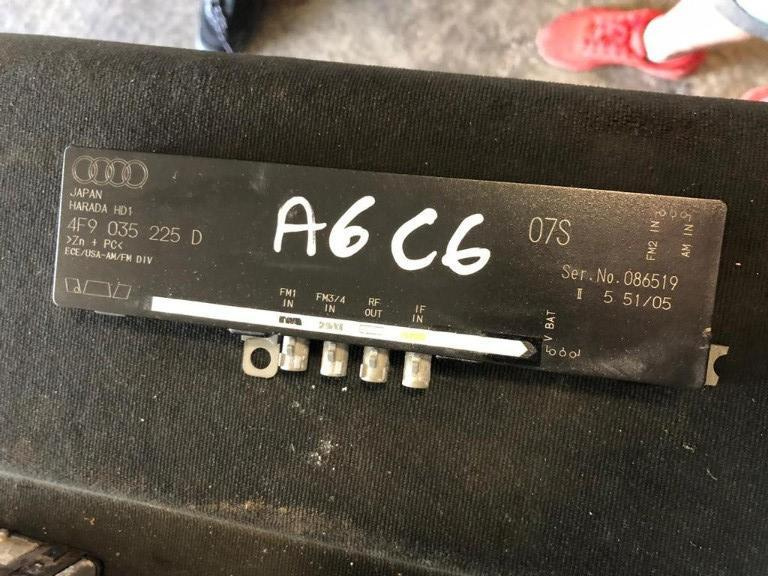 JAPAN
HARADA HD1
4F9 035 225 D
>Zn + PC<
ECE/USA-AM/FM DIV
A6 C6
07S
Ser.No.086519
II 5 51/05
FM2 IN
AM IN
FM1 IN
FM3/4 IN
RF OUT
IF IN
V BAT